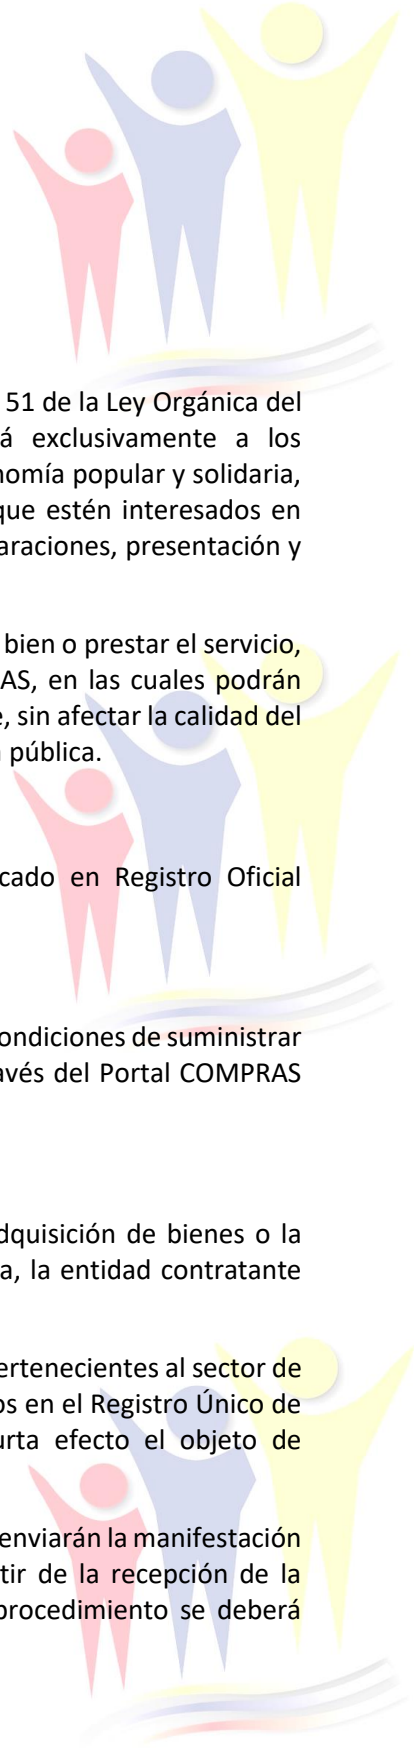 51 de la Ley Orgánica del
á exclusivamente a los
nomía popular y solidaria,
que estén interesados en
araciones, presentación y
bien o prestar el servicio,
AS, en las cuales podrán
e, sin afectar la calidad del
pública.
cado en Registro Oficial
ondiciones de suministrar
avés del Portal COMPRAS
dquisición de bienes o la
a, la entidad contratante
ertenecientes al sector de
os en el Registro Único de
urta efecto el objeto de
enviarán la manifestación
tir de la recepción de la
procedimiento se deberá